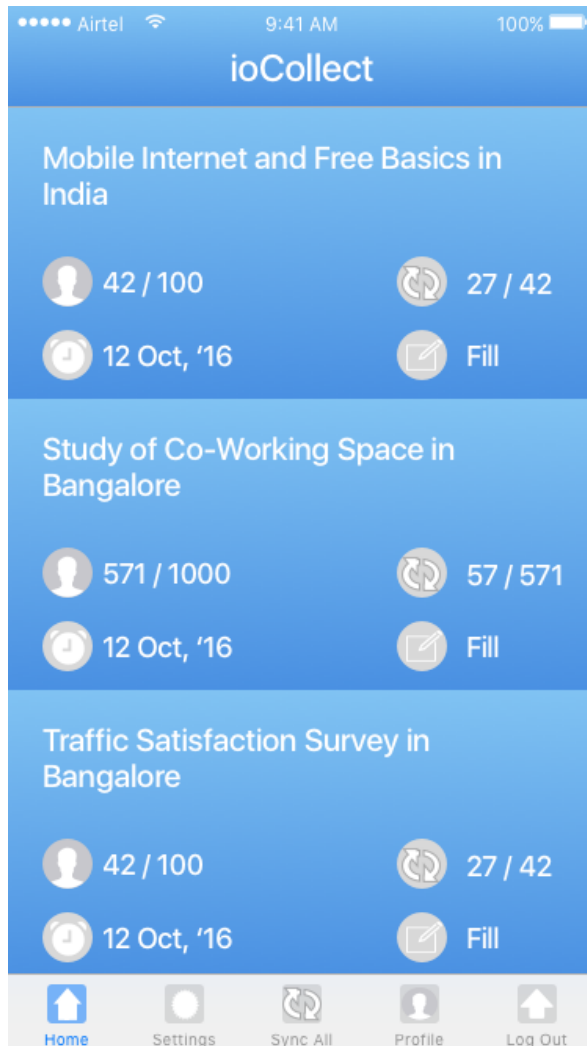 Airtel 9:41 AM 100%
ioCollect
Mobile Internet and Free Basics in
India
42 / 100 27 / 42
12 Oct, ‘16 Fill
Study of Co-Working Space in
Bangalore
571 / 1000 57 / 571
12 Oct, ‘16 Fill
Traffic Satisfaction Survey in
Bangalore
42 / 100 27 / 42
12 Oct, ‘16 Fill
Home Settings Sync All Profile Log Out